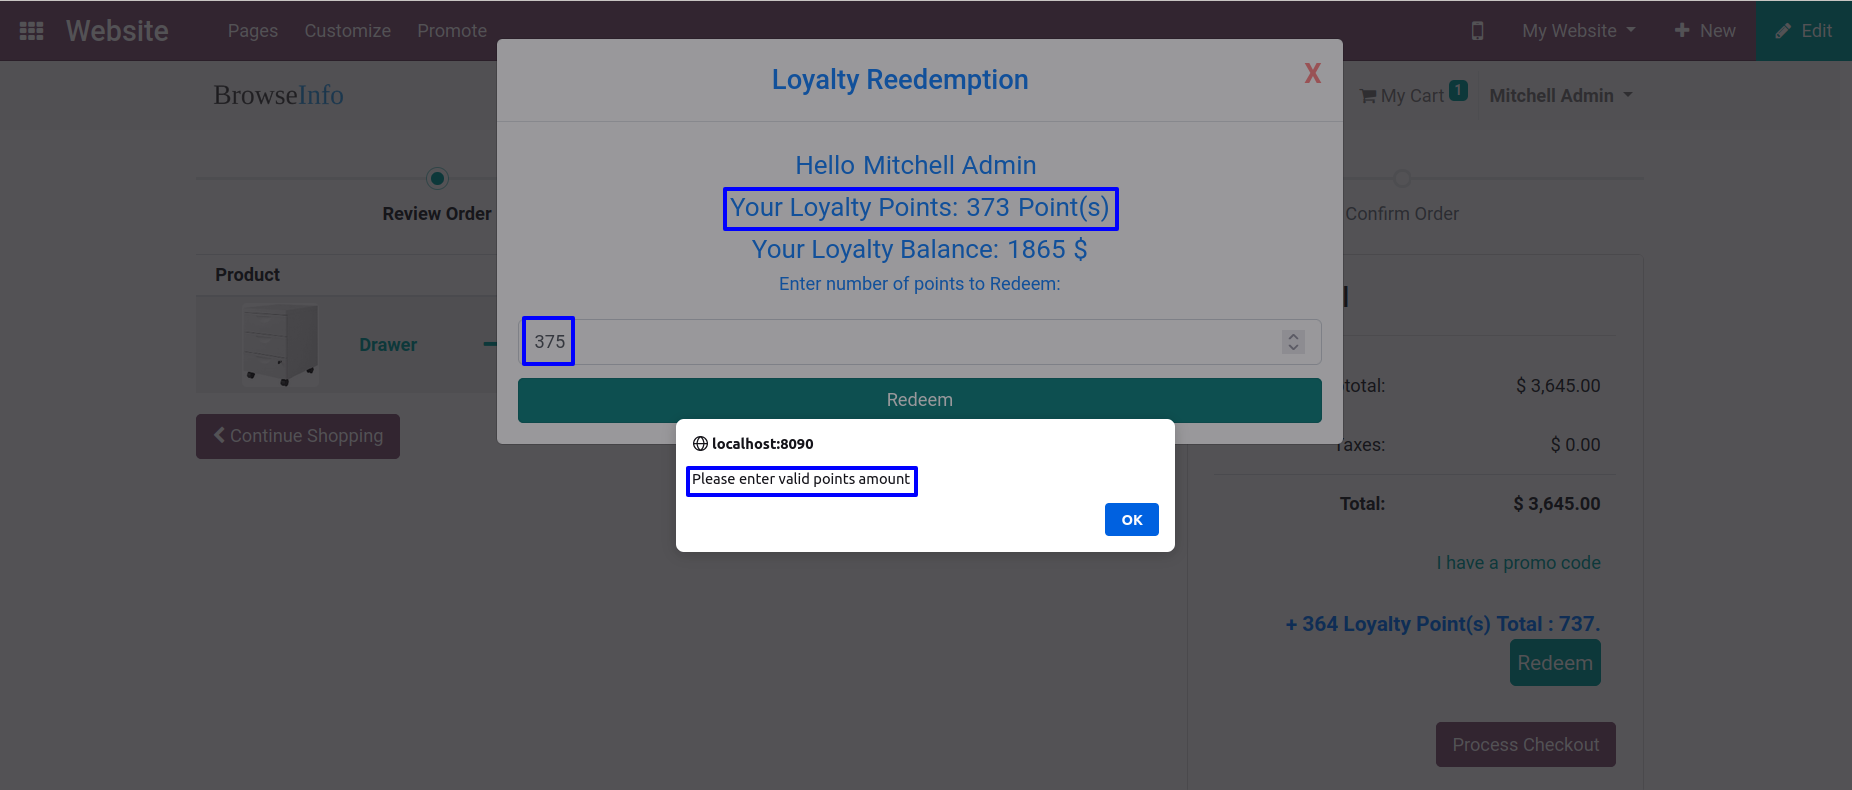 Website
Pages
Customize
Promote
My Website
New
Edit
BrowseInfo
My Cart 1
Mitchell Admin
Loyalty Reedemption
X
Hello Mitchell Admin
Your Loyalty Points: 373 Point(s)
Your Loyalty Balance: 1865 $
Enter number of points to Redeem:
375
Redeem
localhost:8090
Please enter valid points amount
OK
Review Order
Confirm Order
Product
Drawer
Continue Shopping
total: $ 3,645.00
Taxes: $ 0.00
Total: $ 3,645.00
I have a promo code
+ 364 Loyalty Point(s) Total : 737.
Redeem
Process Checkout